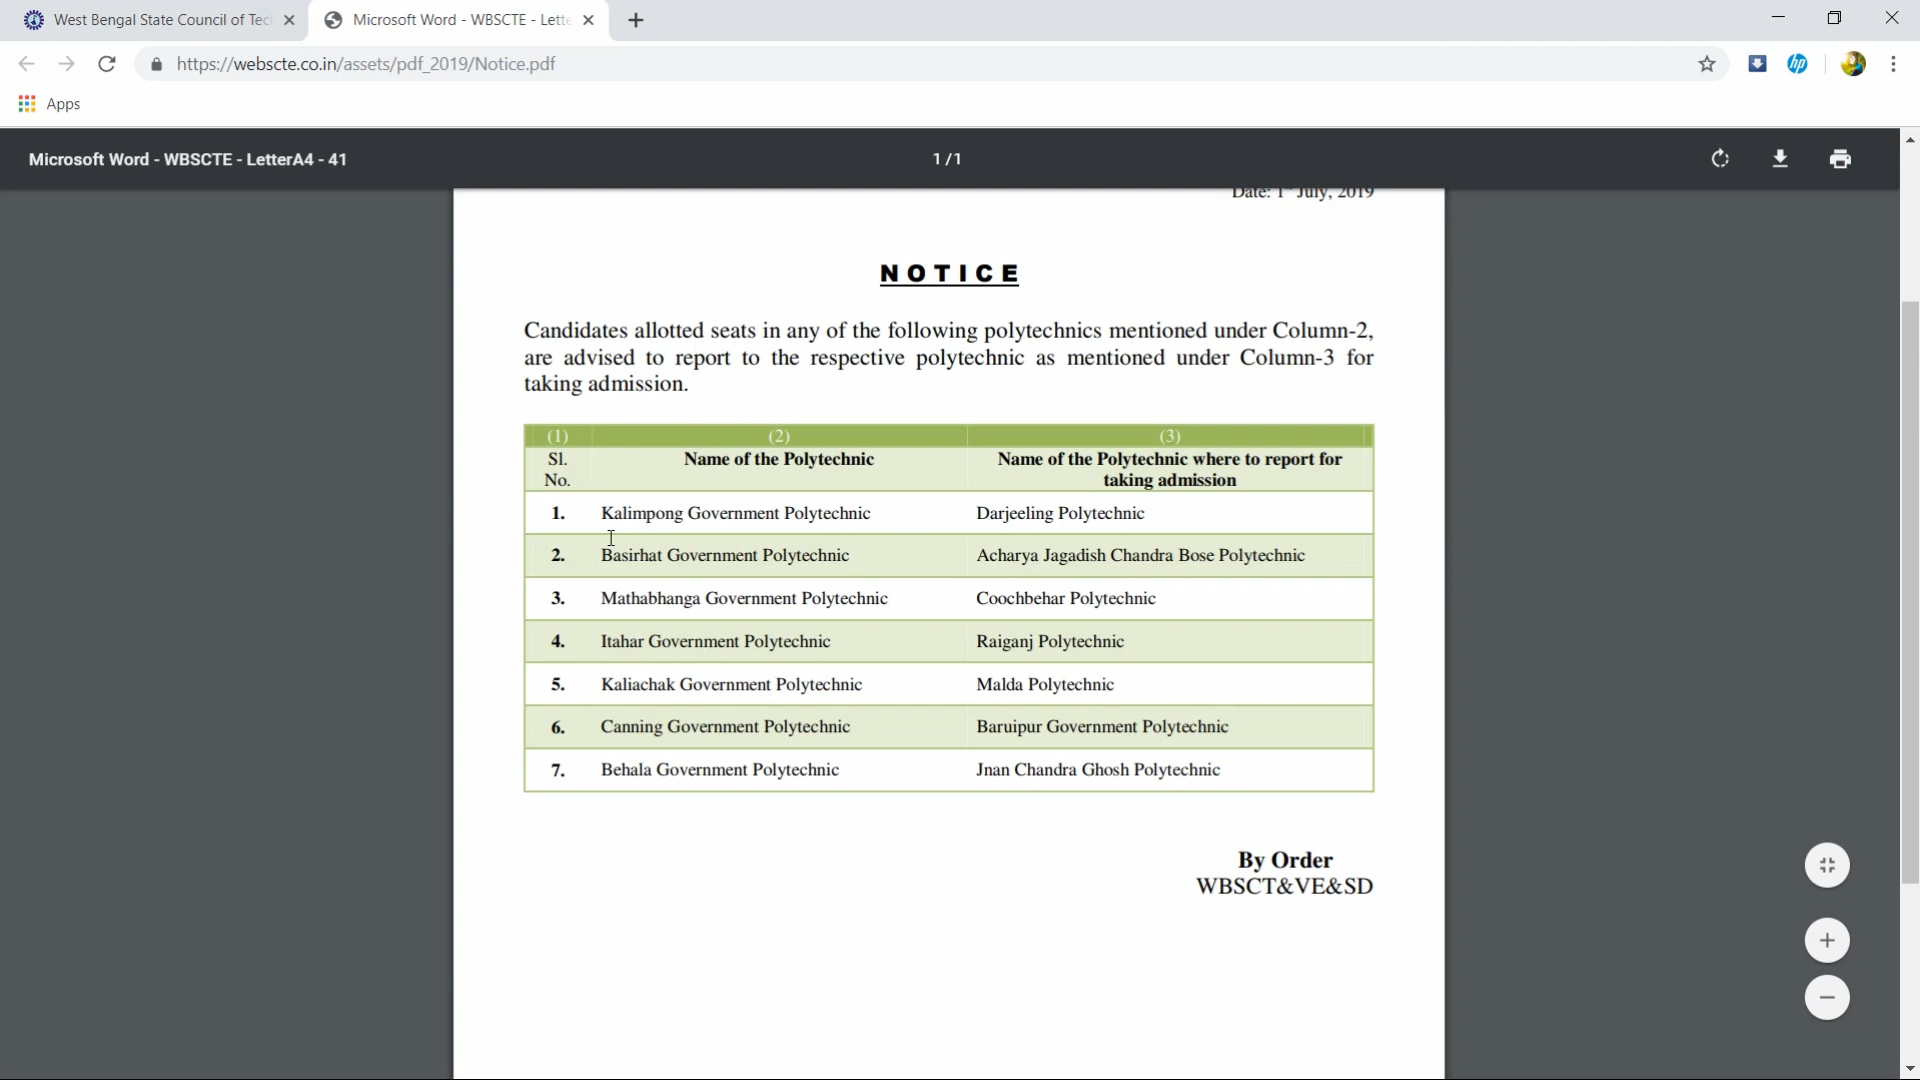 West Bengal State Council of Tec
Microsoft Word - WBSCTE - Lette
https://webscte.co.in/assets/pdf_2019/Notice.pdf
hp
Apps
Microsoft Word - WBSCTE - LetterA4 - 41
1 / 1
Date: 1st July, 2019
NOTICE
Candidates allotted seats in any of the following polytechnics mentioned under Column-2,
are advised to report to the respective polytechnic as mentioned under Column-3 for
taking admission.
(1) (2) (3)
Sl. No. Name of the Polytechnic Name of the Polytechnic where to report for taking admission
1. Kalimpong Government Polytechnic Darjeeling Polytechnic
2. Basirhat Government Polytechnic Acharya Jagadish Chandra Bose Polytechnic
3. Mathabhanga Government Polytechnic Coochbehar Polytechnic
4. Itahar Government Polytechnic Raiganj Polytechnic
5. Kaliachak Government Polytechnic Malda Polytechnic
6. Canning Government Polytechnic Baruipur Government Polytechnic
7. Behala Government Polytechnic Jnan Chandra Ghosh Polytechnic
By Order
WBSCT&VE&SD